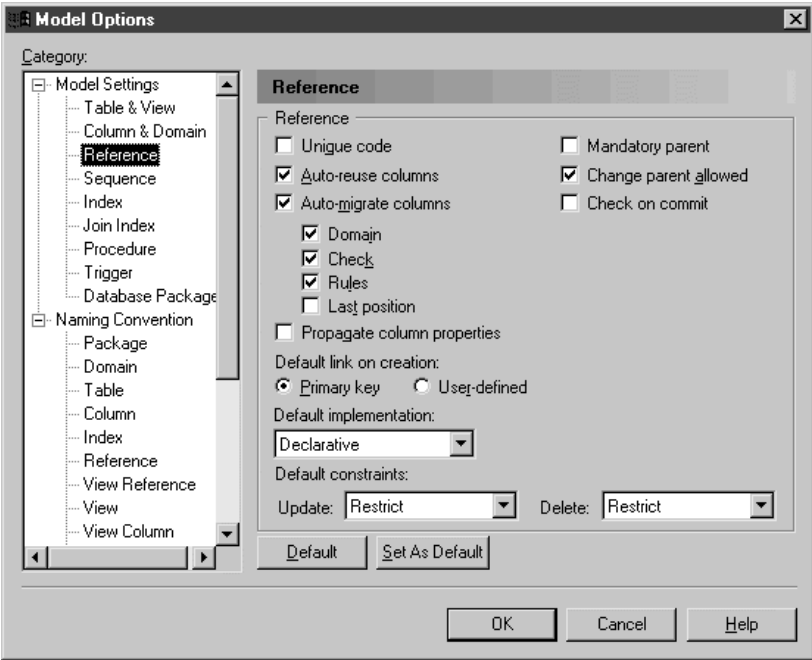 Model Options
Category:
Model Settings
Table & View
Column & Domain
Reference
Sequence
Index
Join Index
Procedure
Trigger
Database Package
Naming Convention
Package
Domain
Table
Column
Index
Reference
View Reference
View
View Column
Reference
Reference
Unique code
Mandatory parent
Auto-reuse columns
Change parent allowed
Auto-migrate columns
Check on commit
Domain
Check
Rules
Last position
Propagate column properties
Default link on creation:
Primary key User-defined
Default implementation:
Declarative
Default constraints:
Update: Restrict Delete: Restrict
Default Set As Default
OK Cancel Help